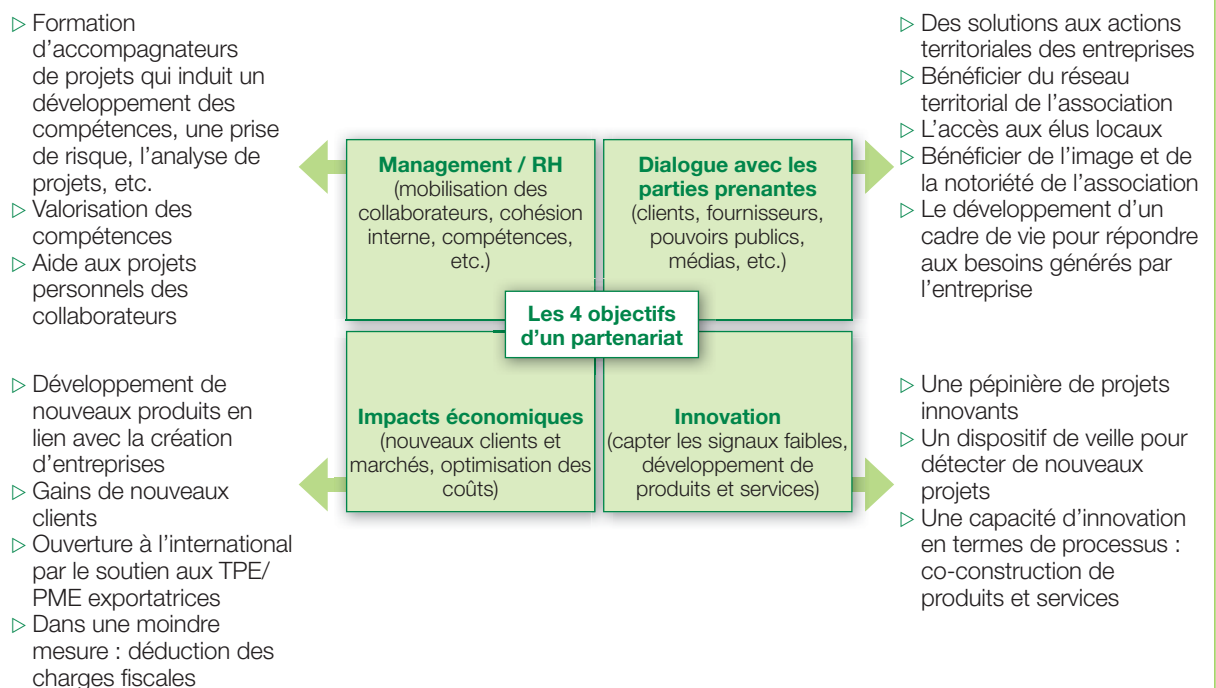 ▷ Formation
d’accompagnateurs
de projets qui induit un
développement des
compétences, une prise
de risque, l’analyse de
projets, etc.
▷ Valorisation des
compétences
▷ Aide aux projets
personnels des
collaborateurs
Management / RH
(mobilisation des
collaborateurs, cohésion
interne, compétences,
etc.)
Dialogue avec les
parties prenantes
(clients, fournisseurs,
pouvoirs publics,
médias, etc.)
▷ Des solutions aux actions
territoriales des entreprises
▷ Bénéficier du réseau
territorial de l’association
▷ L’accès aux élus locaux
▷ Bénéficier de l’image et de
la notoriété de l’association
▷ Le développement d’un
cadre de vie pour répondre
aux besoins générés par
l’entreprise
Les 4 objectifs
d’un partenariat
▷ Développement de
nouveaux produits en
lien avec la création
d’entreprises
▷ Gains de nouveaux
clients
▷ Ouverture à l’international
par le soutien aux TPE/
PME exportatrices
▷ Dans une moindre
mesure : déduction des
charges fiscales
Impacts économiques
(nouveaux clients et
marchés, optimisation des
coûts)
Innovation
(capter les signaux faibles,
développement de
produits et services)
▷ Une pépinière de projets
innovants
▷ Un dispositif de veille pour
détecter de nouveaux
projets
▷ Une capacité d’innovation
en termes de processus :
co-construction de
produits et services